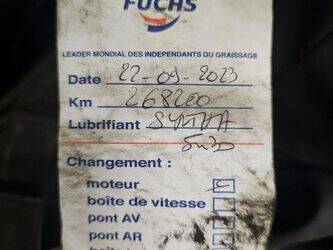 FUCHS
LEADER MONDIAL DES INDEPENDANTS DU GRAISSAGE
Date 22-09-2023
Km 268200
Lubrifiant SYNTHA
5W30
Changement :
moteur
boîte de vitesse
pont AV
pont AR